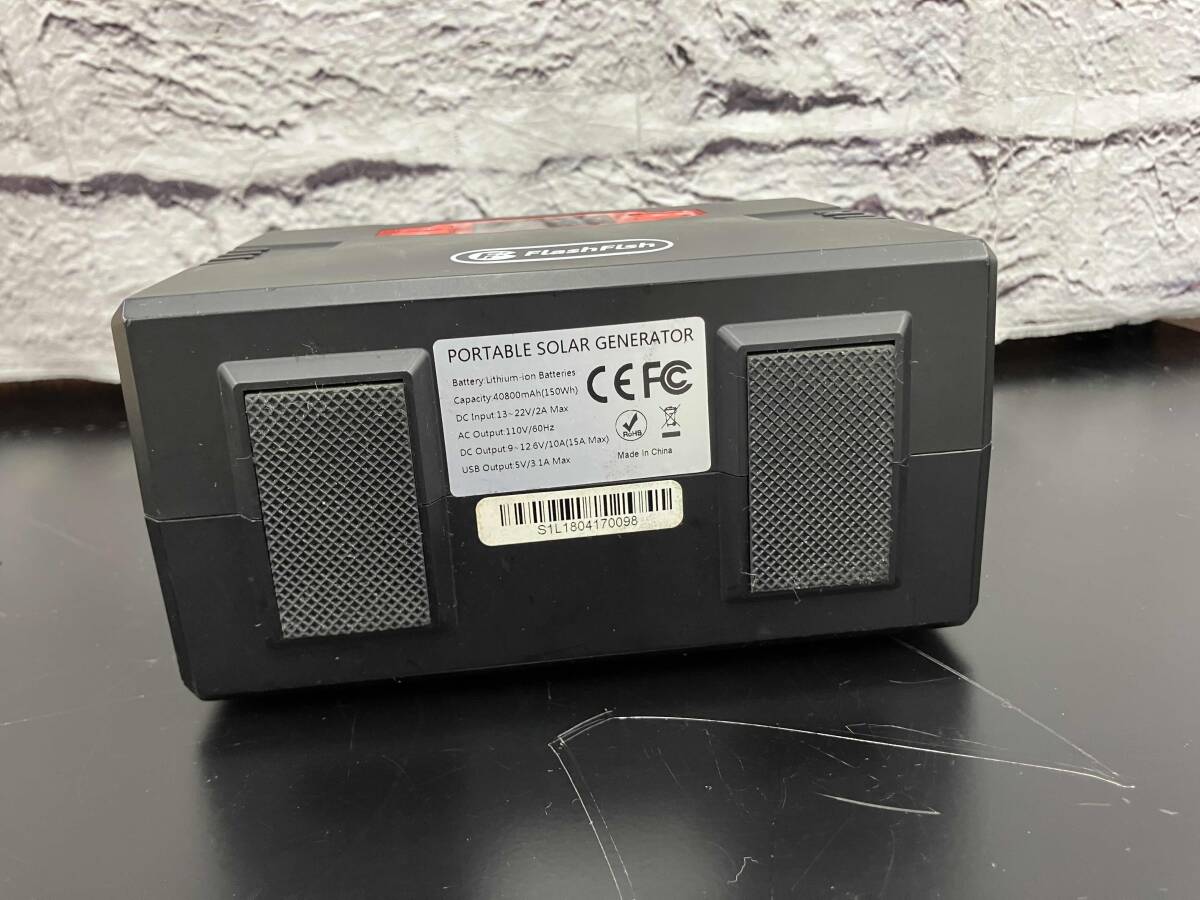 FlashFish
PORTABLE SOLAR GENERATOR
Battery:Lithium-ion Batteries
Capacity:40800mAh(150Wh)
DC Input:13~22V/2A Max
AC Output:110V/60Hz
DC Output:9~12.6V/10A(15A Max)
USB Output:5V/3.1A Max
CE FC
RoHS
Made In China
S1L1804170098